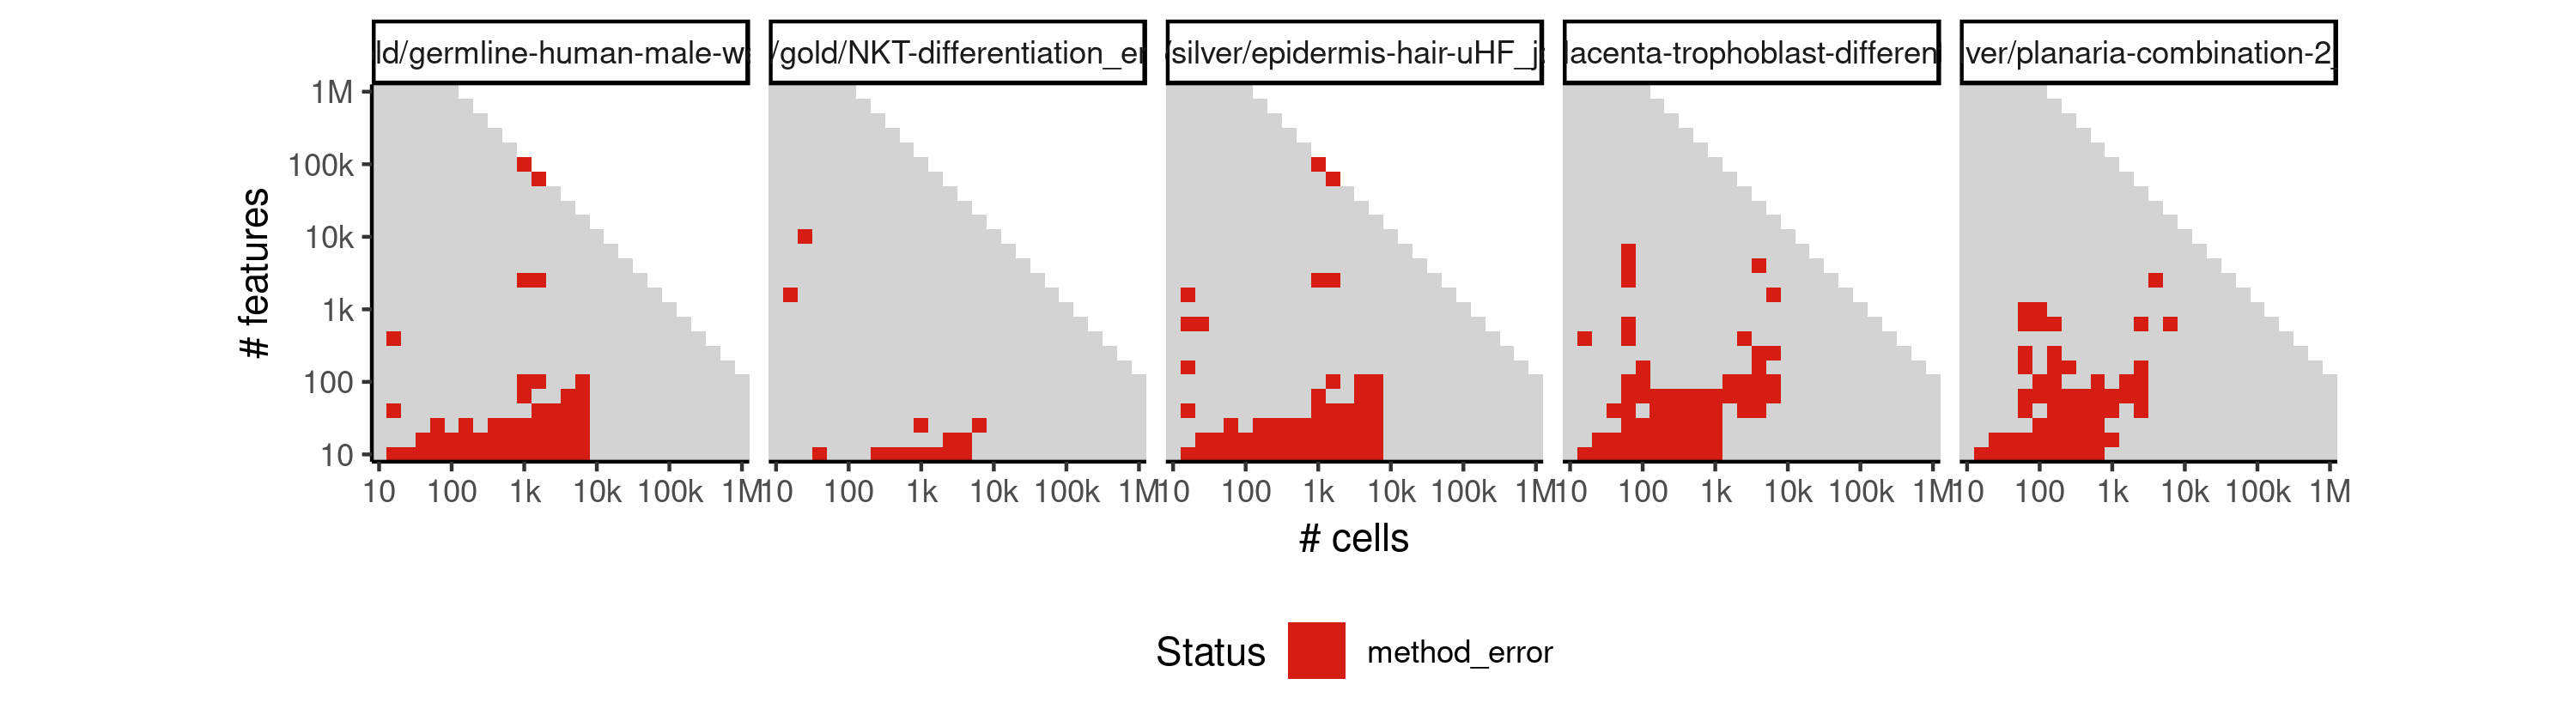 ld/germline-human-male-w
/gold/NKT-differentiation_er
/silver/epidermis-hair-uHF_j
lacenta-trophoblast-differen
ver/planaria-combination-2
1M
100k
10k
1k
100
10
# features
10 100 1k 10k 100k 1M
10 100 1k 10k 100k 1M
10 100 1k 10k 100k 1M
10 100 1k 10k 100k 1M
10 100 1k 10k 100k 1M
# cells
Status method_error